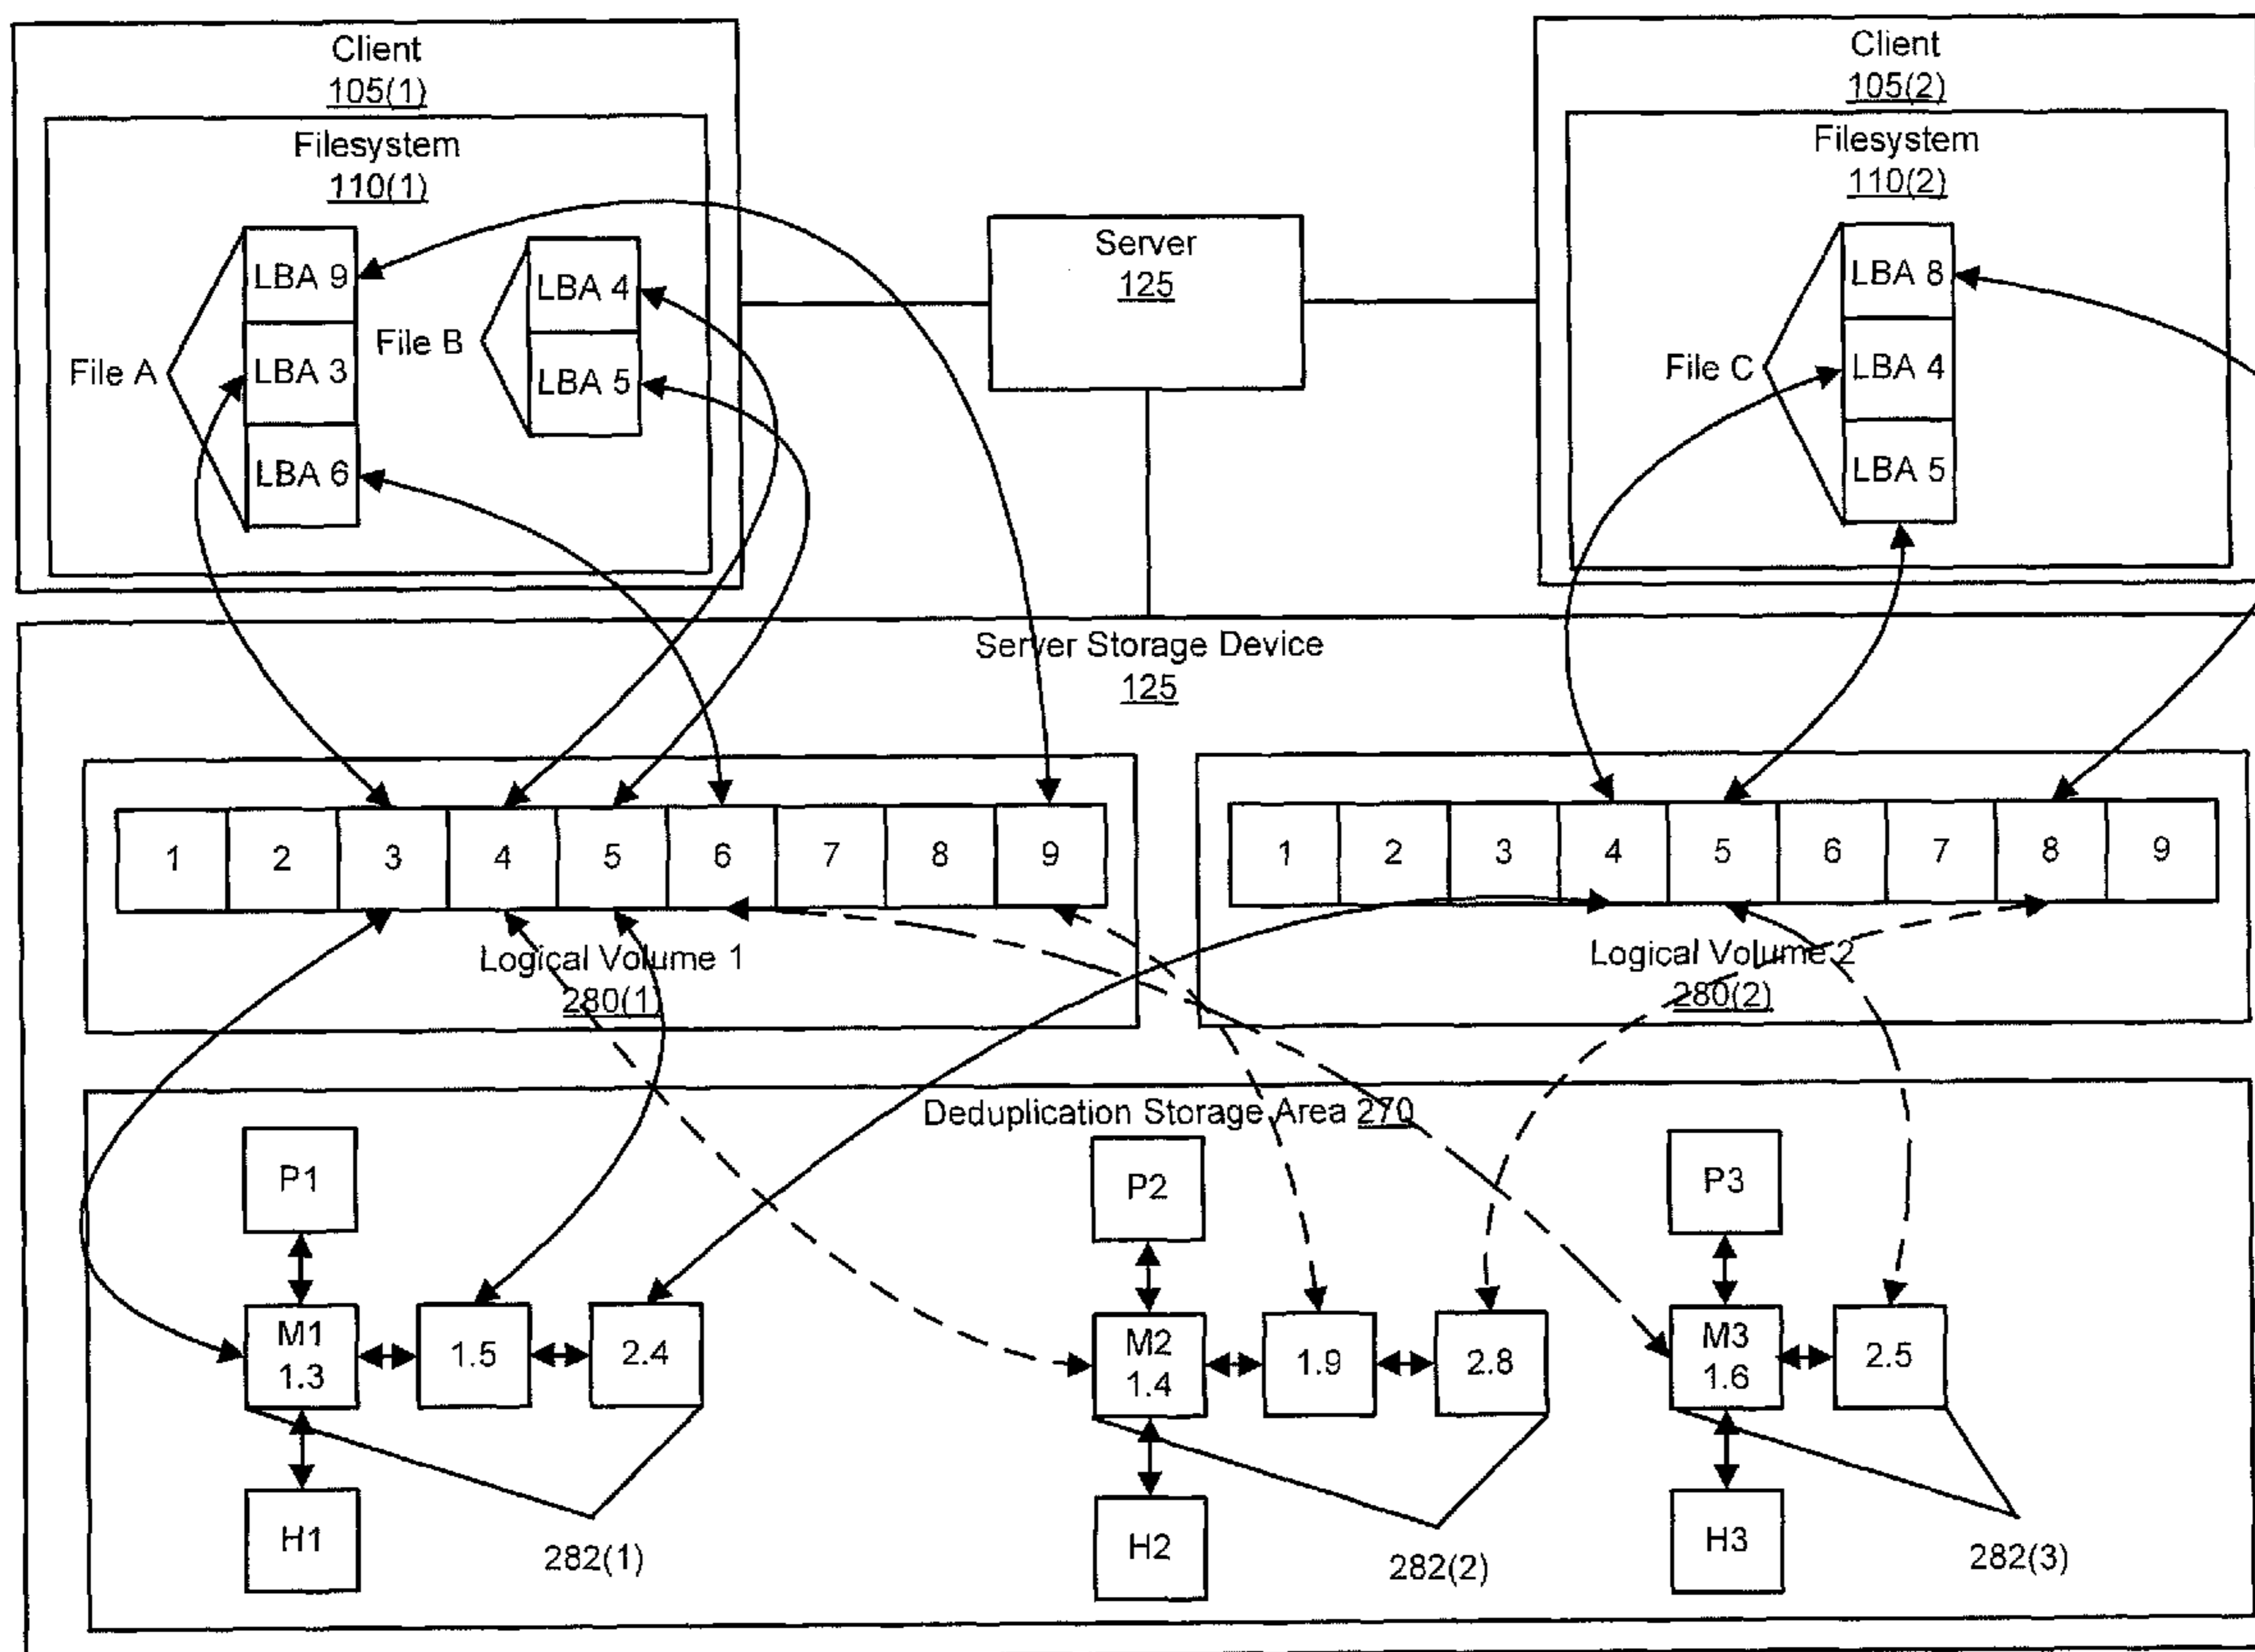 Client
105(1)
Filesystem
110(1)
File A
LBA 9
LBA 3
LBA 6
File B
LBA 4
LBA 5
Server
125
Client
105(2)
Filesystem
110(2)
File C
LBA 8
LBA 4
LBA 5
Server Storage Device
125
1 2 3 4 5 6 7 8 9
Logical Volume 1
280(1)
1 2 3 4 5 6 7 8 9
Logical Volume 2
280(2)
Deduplication Storage Area 270
P1
M1
1.3
1.5
2.4
H1
282(1)
P2
M2
1.4
1.9
2.8
H2
282(2)
P3
M3
1.6
2.5
H3
282(3)